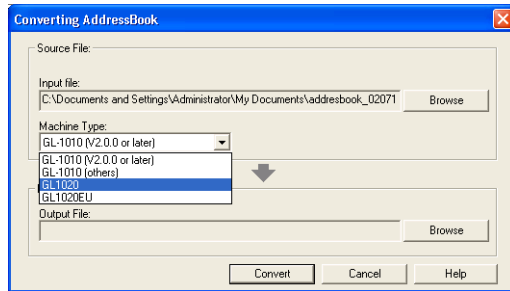 Converting AddressBook
Source File:
Input file:
C:\Documents and Settings\Administrator\My Documents\addresbook_02071
Browse
Machine Type:
GL-1010 (V2.0.0 or later)
GL-1010 (V2.0.0 or later)
GL-1010 (others)
GL1020
GL1020EU
Output File:
Browse
Convert
Cancel
Help